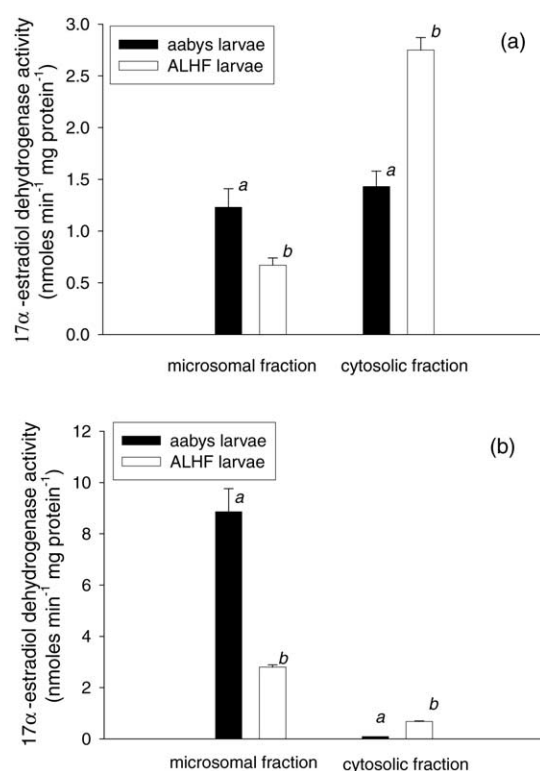 (a)
aabys larvae
ALHF larvae
17α -estradiol dehydrogenase activity
(nmoles min-1 mg protein-1)
3.0
2.5
2.0
1.5
1.0
0.5
0.0
a
b
a
b
microsomal fraction
cytosolic fraction
(b)
aabys larvae
ALHF larvae
17α-estradiol dehydrogenase activity
(nmoles min-1 mg protein-1)
12
10
8
6
4
2
0
a
b
a
b
microsomal fraction
cytosolic fraction